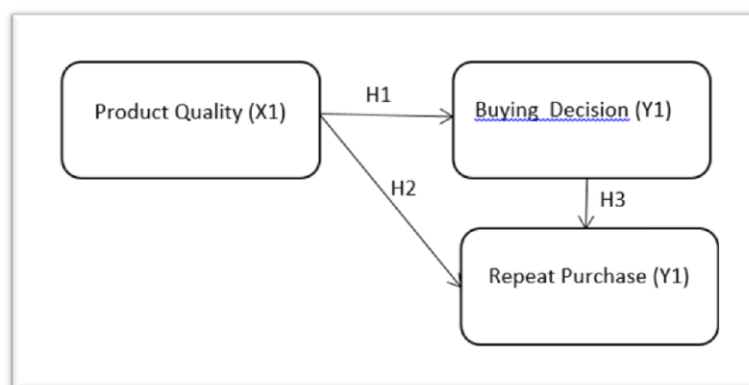 H1
Product Quality (X1)
Buying Decision (Y1)
H2
H3
Repeat Purchase (Y1)